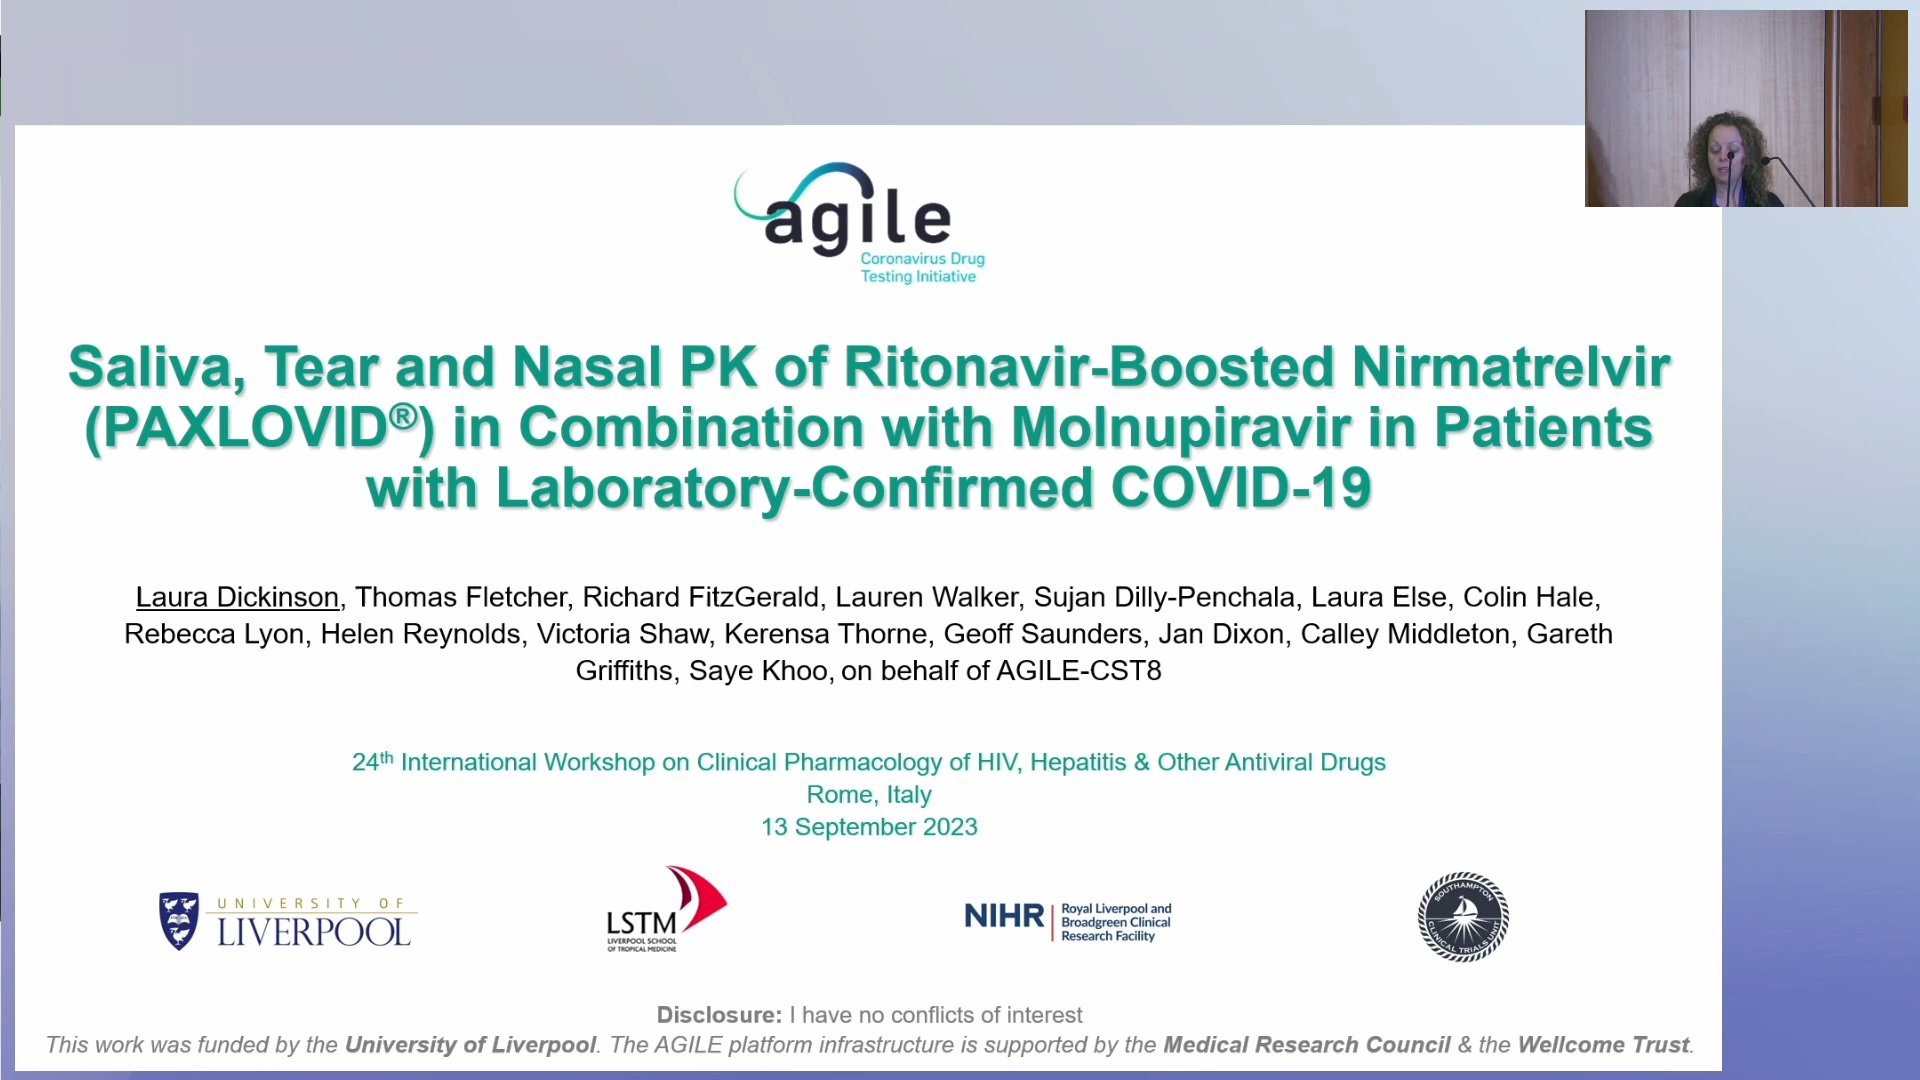 agile
Coronavirus Drug
Testing Initiative
Saliva, Tear and Nasal PK of Ritonavir-Boosted Nirmatrelvir
(PAXLOVID®) in Combination with Molnupiravir in Patients
with Laboratory-Confirmed COVID-19
Laura Dickinson, Thomas Fletcher, Richard FitzGerald, Lauren Walker, Sujan Dilly-Penchala, Laura Else, Colin Hale,
Rebecca Lyon, Helen Reynolds, Victoria Shaw, Kerensa Thorne, Geoff Saunders, Jan Dixon, Calley Middleton, Gareth
Griffiths, Saye Khoo, on behalf of AGILE-CST8
24th International Workshop on Clinical Pharmacology of HIV, Hepatitis & Other Antiviral Drugs
Rome, Italy
13 September 2023
UNIVERSITY OF
LIVERPOOL
LSTM
LIVERPOOL SCHOOL
OF TROPICAL MEDICINE
NIHR
Royal Liverpool and
Broadgreen Clinical
Research Facility
SOUTHAMPTON
CLINICAL TRIALS UNIT
Disclosure: I have no conflicts of interest
This work was funded by the University of Liverpool. The AGILE platform infrastructure is supported by the Medical Research Council & the Wellcome Trust.